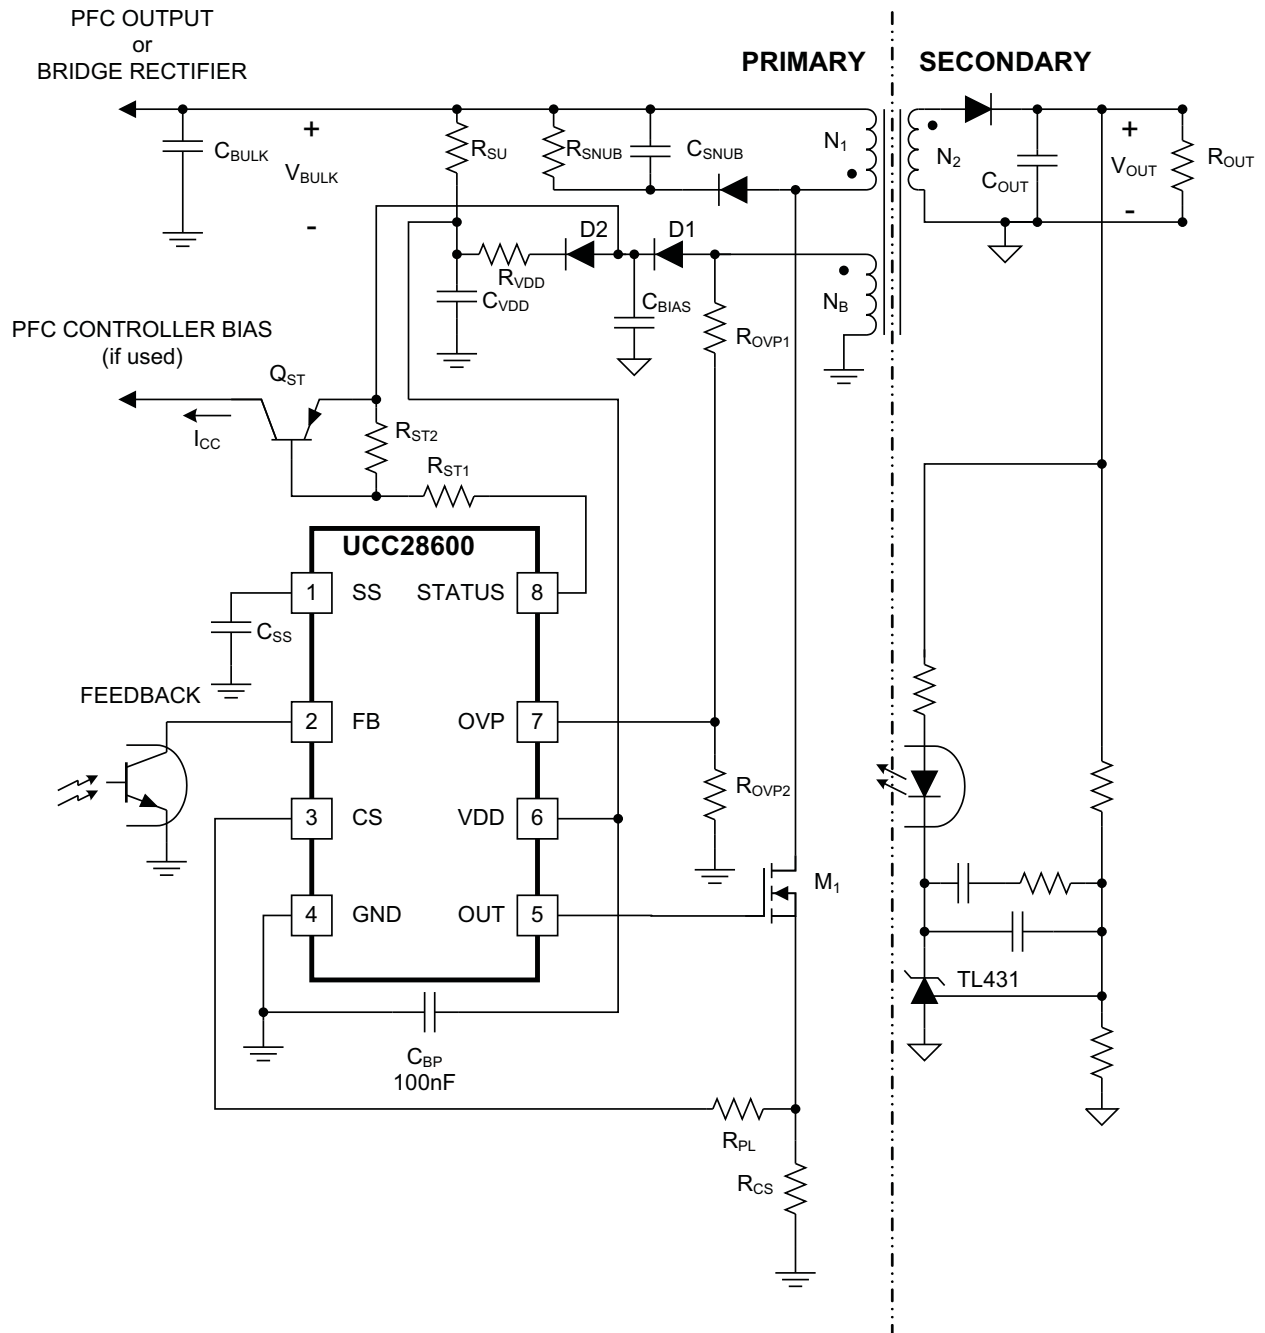 PFC OUTPUT
or
BRIDGE RECTIFIER
PRIMARY
SECONDARY
CBULK
+
VBULK
-
RSU
RSNUB
CSNUB
N1
N2
COUT
+
VOUT
-
ROUT
D2
D1
RVDD
CVDD
CBIAS
ROVP1
NB
PFC CONTROLLER BIAS
(if used)
QST
ICC
RST2
RST1
UCC28600
1 SS
STATUS 8
CSS
FEEDBACK
2 FB
OVP 7
ROVP2
3 CS
VDD 6
M1
4 GND
OUT 5
TL431
CBP
100nF
RPL
RCS